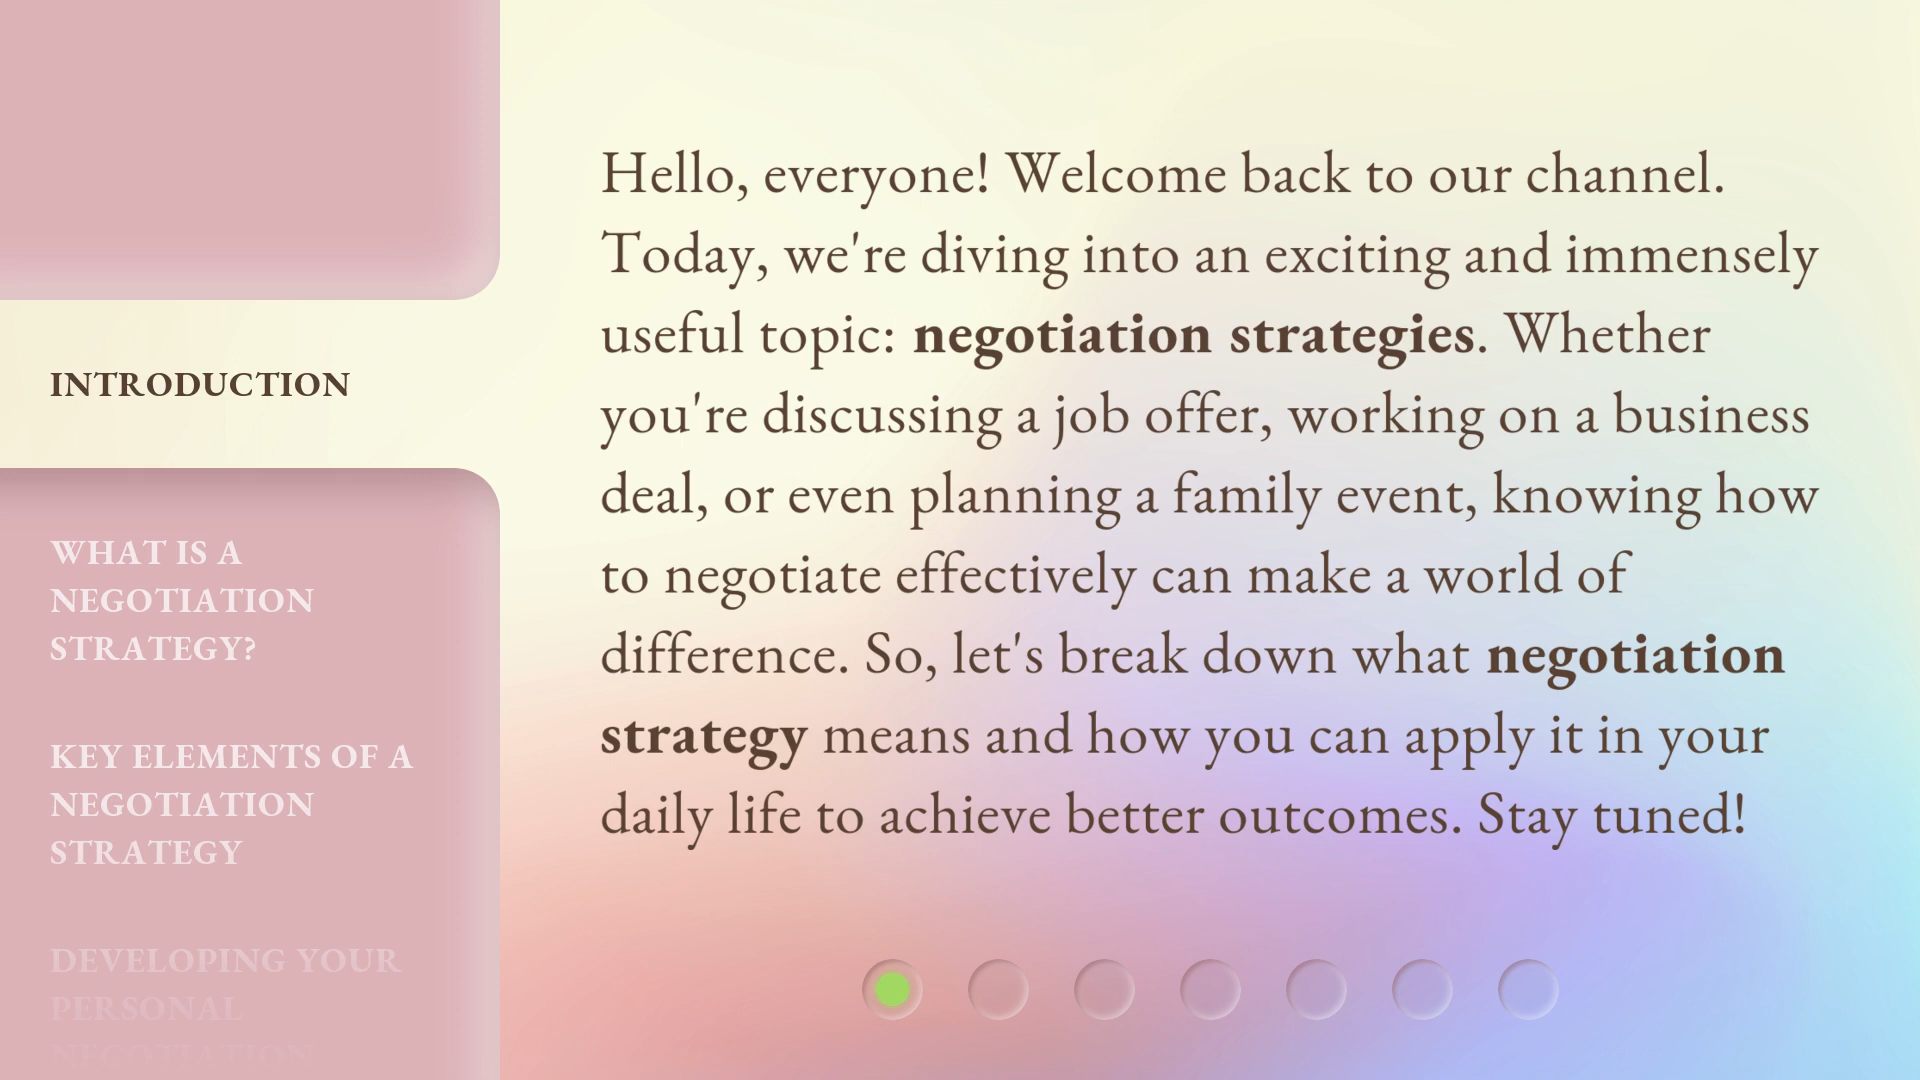 INTRODUCTION
WHAT IS A
NEGOTIATION
STRATEGY?
KEY ELEMENTS OF A
NEGOTIATION
STRATEGY
DEVELOPING YOUR
PERSONAL
NEGOTIATION
Hello, everyone! Welcome back to our channel.
Today, we're diving into an exciting and immensely
useful topic: negotiation strategies. Whether
you're discussing a job offer, working on a business
deal, or even planning a family event, knowing how
to negotiate effectively can make a world of
difference. So, let's break down what negotiation
strategy means and how you can apply it in your
daily life to achieve better outcomes. Stay tuned!